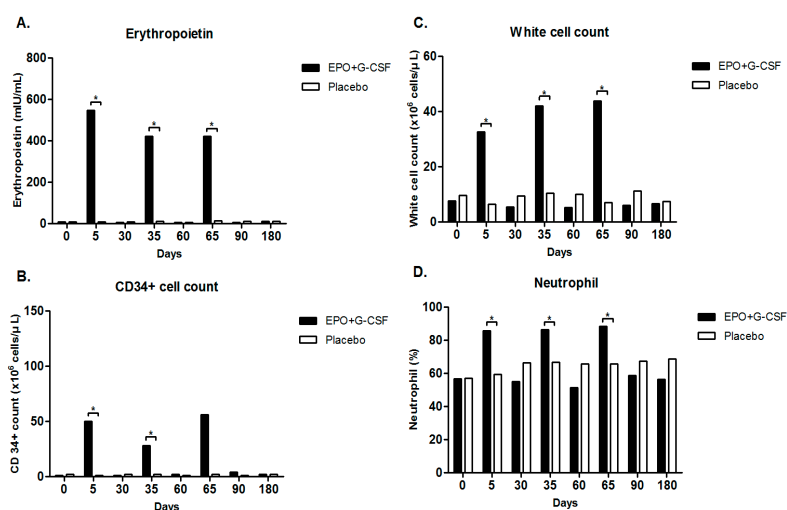 A.
Erythropoietin
Erythropoietin (mIU/mL)
800
600
400
200
0
*
*
*
EPO+G-CSF
Placebo
0 5 30 35 60 65 90 180
Days
B.
CD34+ cell count
CD 34+ count (x10⁶ cells/µ L)
150
100
50
0
*
*
EPO+G-CSF
Placebo
0 5 30 35 60 65 90 180
Days
C.
White cell count
White cell count (x10⁶ cells/µ L)
60
40
20
0
*
*
*
EPO+G-CSF
Placebo
0 5 30 35 60 65 90 180
Days
D.
Neutrophil
Neutrophil (%)
100
80
60
40
20
0
*
*
*
EPO+G-CSF
Placebo
0 5 30 35 60 65 90 180
Days